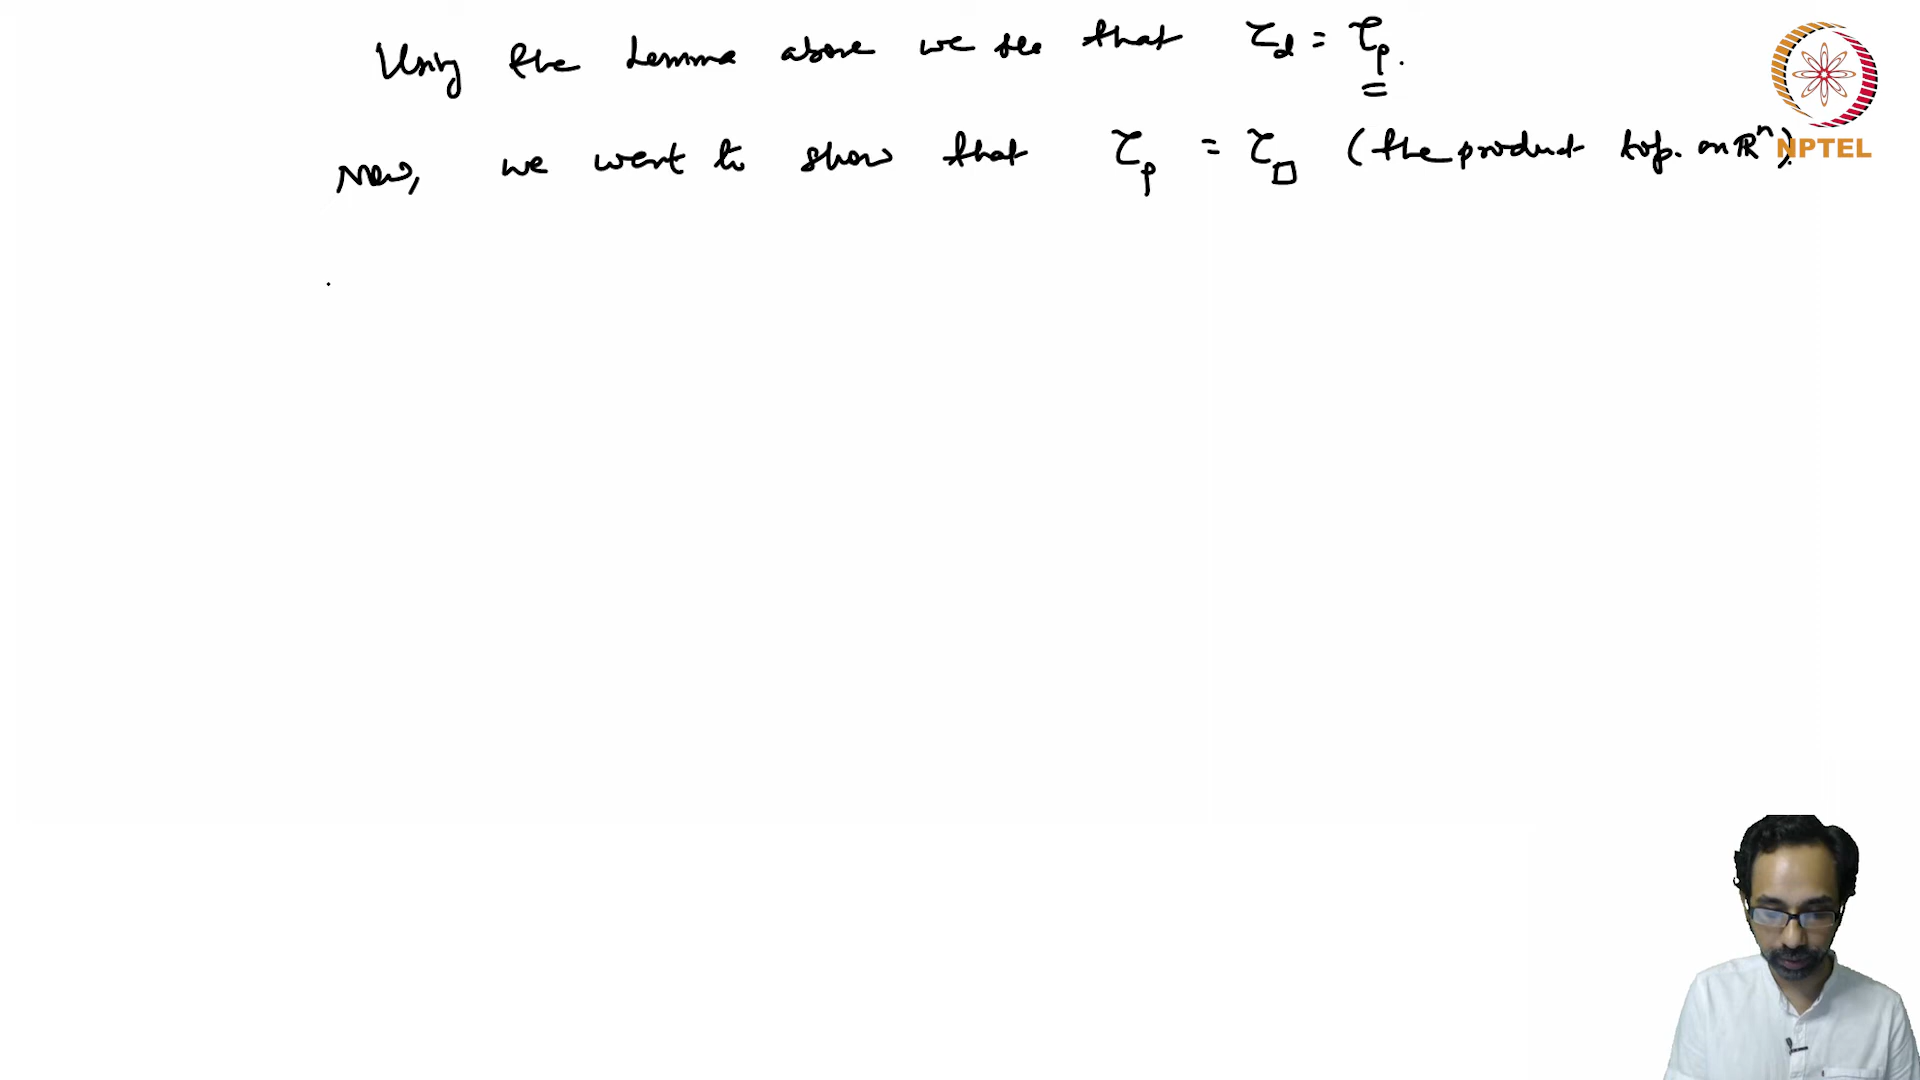 Using the Lemma above we see that τ_d = τ_p.
Now, we want to show that τ_p = τ_□ (the product top. on ℝⁿ).
NPTEL